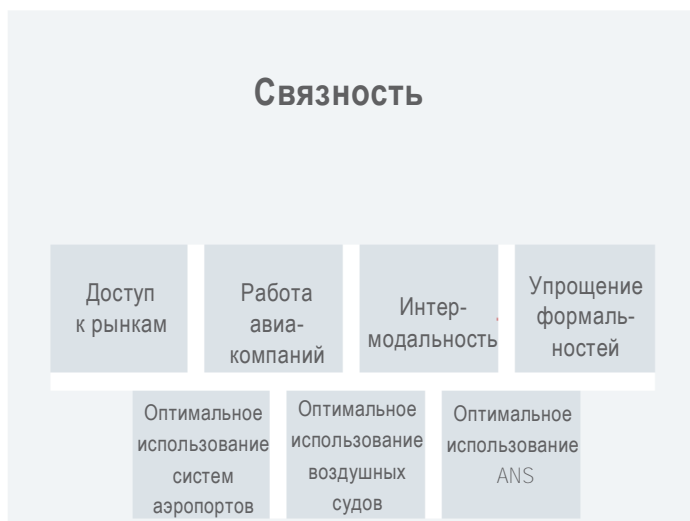 Связность
Доступ
к рынкам
Работа
авиа-
компаний
Интер-
модальность
Упрощение
формаль-
ностей
Оптимальное
использование
систем
аэропортов
Оптимальное
использование
воздушных
судов
Оптимальное
использование
ANS